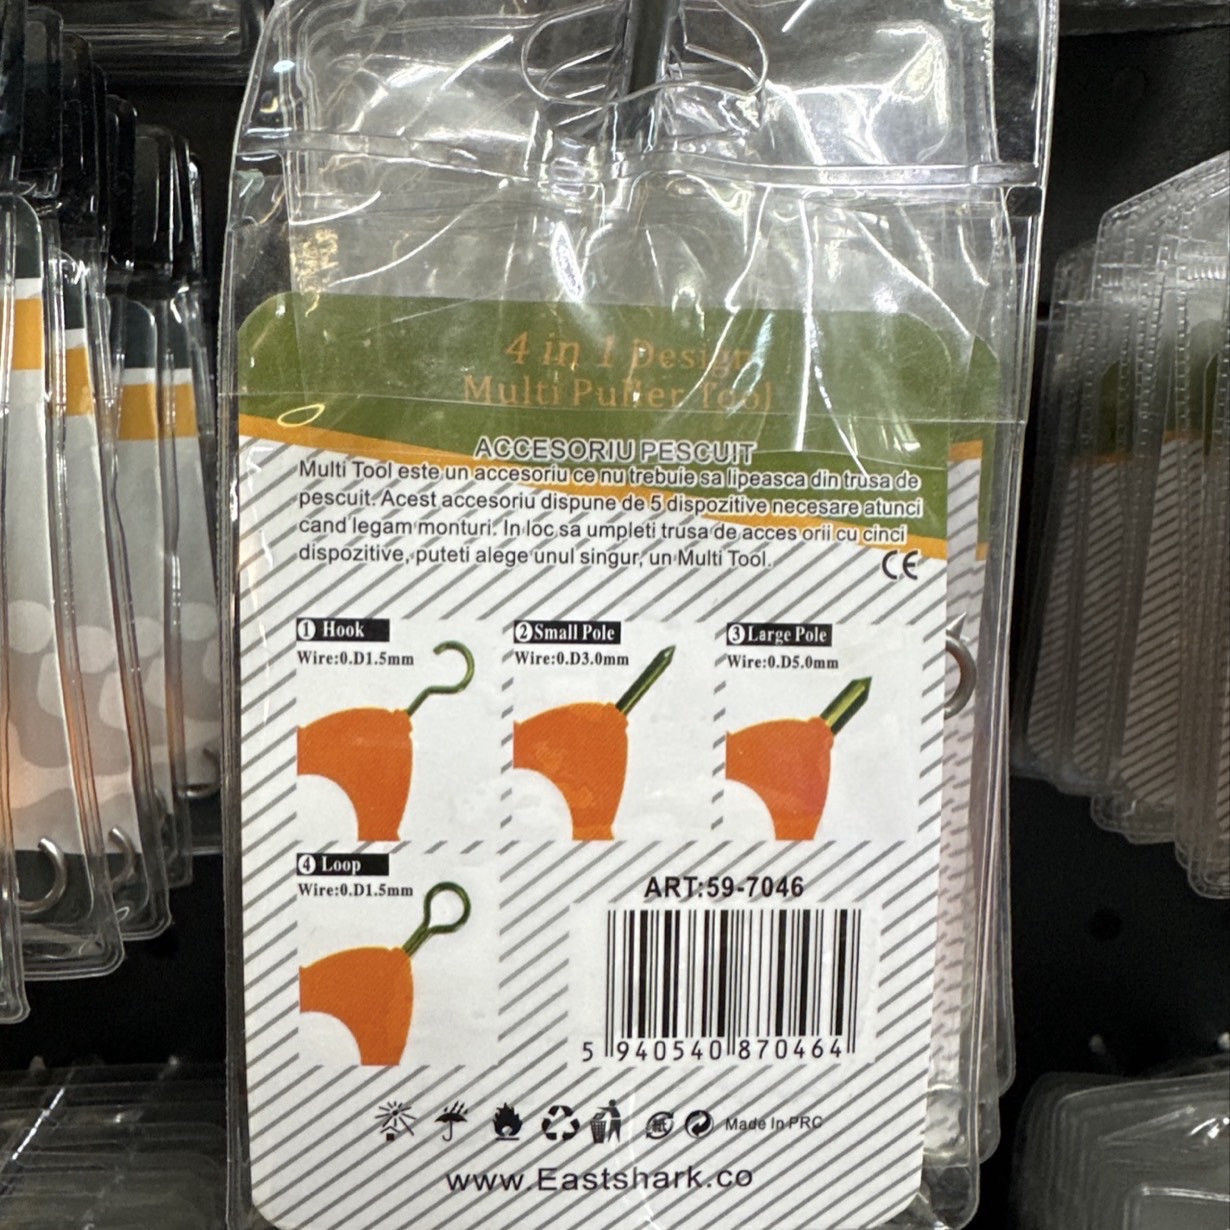 4 in 1 Design
Multi Puller Tool
ACCESORIU PESCUIT
Multi Tool este un accesoriu ce nu trebuie sa lipeasca din trusa de
pescuit. Acest accesoriu dispune de 5 dispozitive necesare atunci
cand legam monturi. In loc sa umpleti trusa de acces orii cu cinci
dispozitive, puteti alege unul singur, un Multi Tool.
CE
1 Hook
Wire:0.D1.5mm
2 Small Pole
Wire:0.D3.0mm
3 Large Pole
Wire:0.D5.0mm
4 Loop
Wire:0.D1.5mm
ART:59-7046
5 940540 870464
Made In PRC
www.Eastshark.co